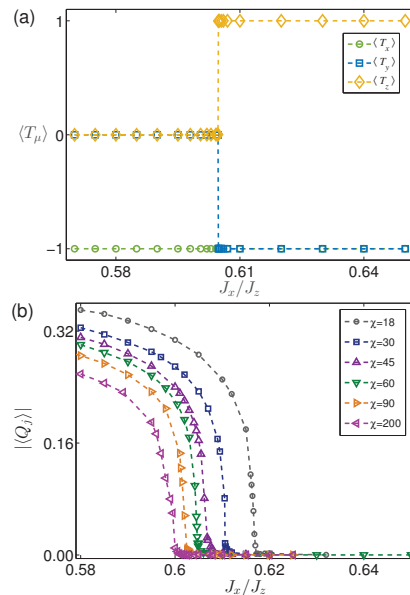 (a)
1
0
−1
⟨T_μ⟩
⟨T_x⟩
⟨T_y⟩
⟨T_z⟩
0.58
0.61
0.64
J_x/J_z
(b)
0.32
0.16
0.00
|⟨Q_j⟩|
χ=18
χ=30
χ=45
χ=60
χ=90
χ=200
0.58
0.6
0.62
0.64
J_x/J_z